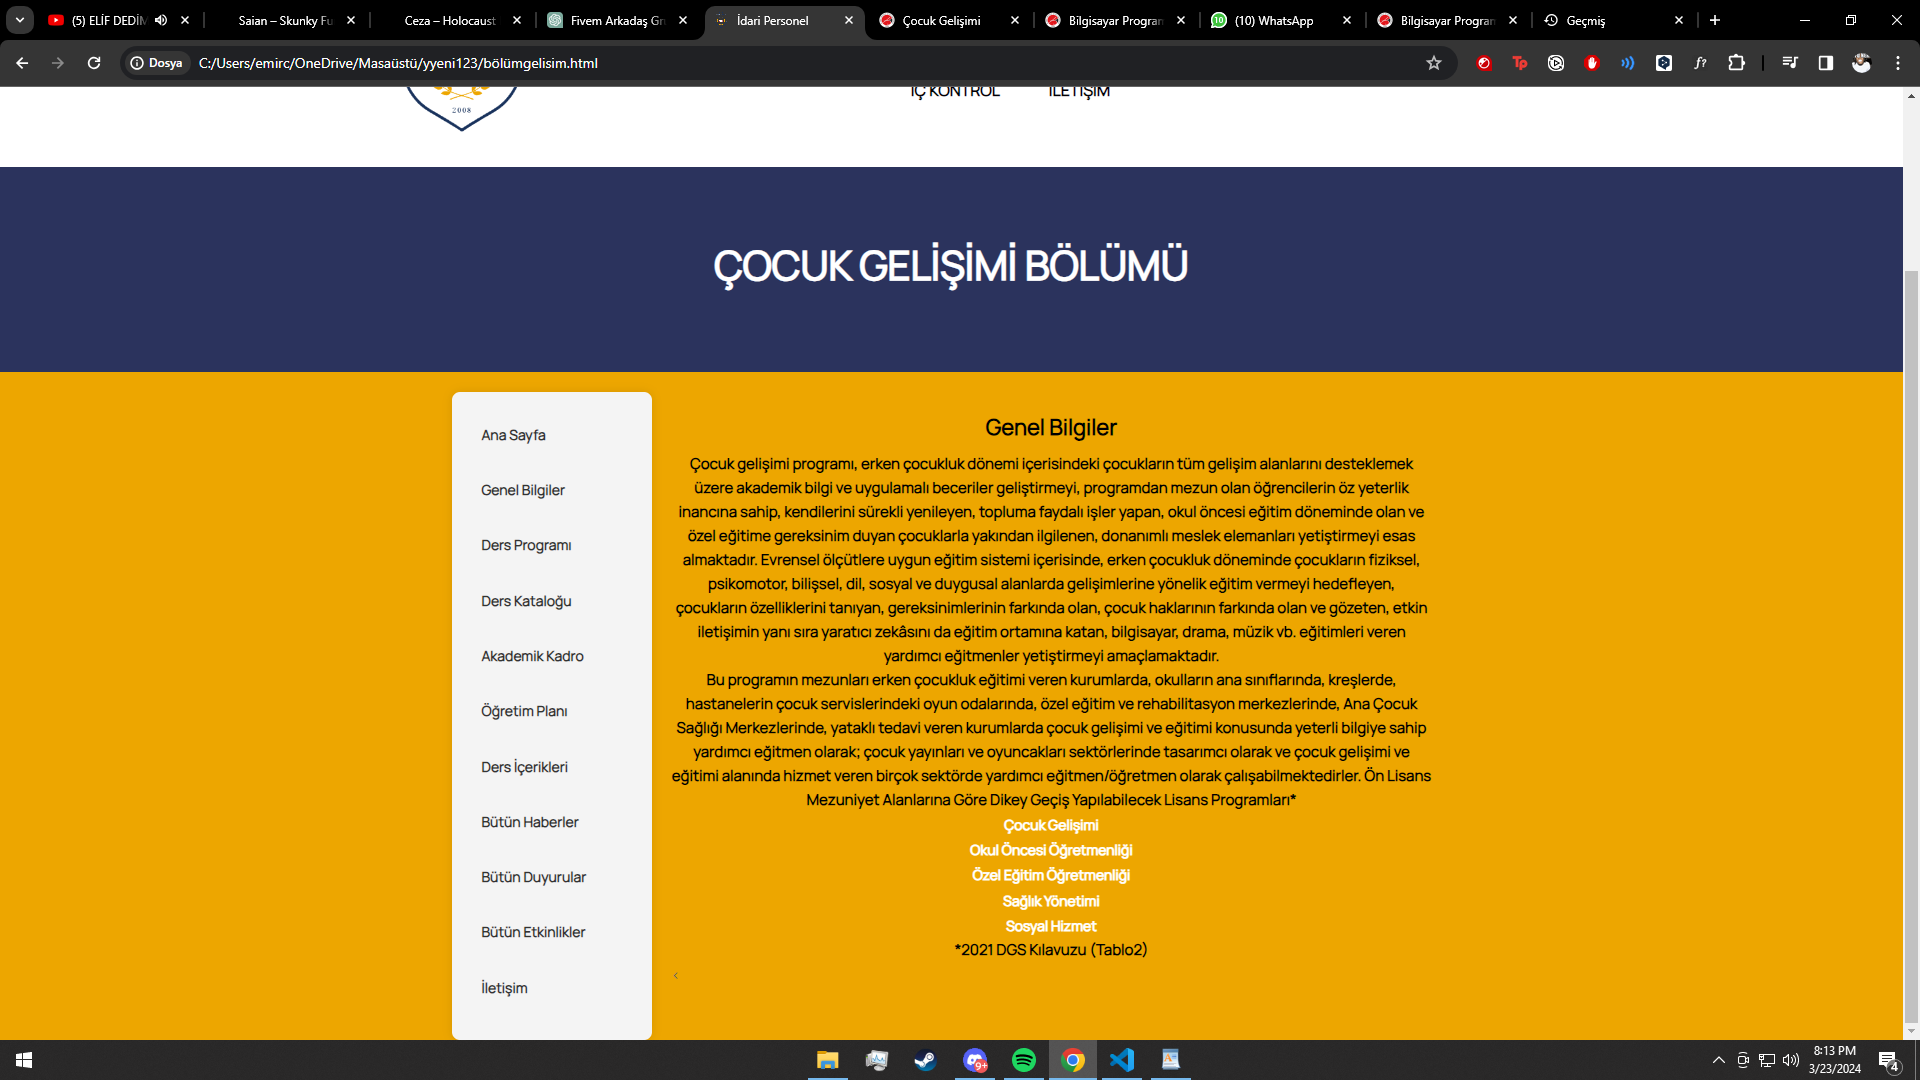 (5) ELİF DEDİM
Saian – Skunky Fu
Ceza – Holocaust
Fivem Arkadaş Gr
İdari Personel
Çocuk Gelişimi
Bilgisayar Program
(10) WhatsApp
Bilgisayar Program
Geçmiş
Dosya
C:/Users/emirc/OneDrive/Masaüstü/yyeni123/bölümgelisim.html
2008
İÇ KONTROL
İLETİŞİM
ÇOCUK GELİŞİMİ BÖLÜMÜ
Ana Sayfa
Genel Bilgiler
Ders Programı
Ders Kataloğu
Akademik Kadro
Öğretim Planı
Ders İçerikleri
Bütün Haberler
Bütün Duyurular
Bütün Etkinlikler
İletişim
Genel Bilgiler
Çocuk gelişimi programı, erken çocukluk dönemi içerisindeki çocukların tüm gelişim alanlarını desteklemek
üzere akademik bilgi ve uygulamalı beceriler geliştirmeyi, programdan mezun olan öğrencilerin öz yeterlik
inancına sahip, kendilerini sürekli yenileyen, topluma faydalı işler yapan, okul öncesi eğitim döneminde olan ve
özel eğitime gereksinim duyan çocuklarla yakından ilgilenen, donanımlı meslek elemanları yetiştirmeyi esas
almaktadır. Evrensel ölçütlere uygun eğitim sistemi içerisinde, erken çocukluk döneminde çocukların fiziksel,
psikomotor, bilişsel, dil, sosyal ve duygusal alanlarda gelişimlerine yönelik eğitim vermeyi hedefleyen,
çocukların özelliklerini tanıyan, gereksinimlerinin farkında olan, çocuk haklarının farkında olan ve gözeten, etkin
iletişimin yanı sıra yaratıcı zekâsını da eğitim ortamına katan, bilgisayar, drama, müzik vb. eğitimleri veren
yardımcı eğitmenler yetiştirmeyi amaçlamaktadır.
Bu programın mezunları erken çocukluk eğitimi veren kurumlarda, okulların ana sınıflarında, kreşlerde,
hastanelerin çocuk servislerindeki oyun odalarında, özel eğitim ve rehabilitasyon merkezlerinde, Ana Çocuk
Sağlığı Merkezlerinde, yataklı tedavi veren kurumlarda çocuk gelişimi ve eğitimi konusunda yeterli bilgiye sahip
yardımcı eğitmen olarak; çocuk yayınları ve oyuncakları sektörlerinde tasarımcı olarak ve çocuk gelişimi ve
eğitimi alanında hizmet veren birçok sektörde yardımcı eğitmen/öğretmen olarak çalışabilmektedirler. Ön Lisans
Mezuniyet Alanlarına Göre Dikey Geçiş Yapılabilecek Lisans Programları*
Çocuk Gelişimi
Okul Öncesi Öğretmenliği
Özel Eğitim Öğretmenliği
Sağlık Yönetimi
Sosyal Hizmet
*2021 DGS Kılavuzu (Tablo2)
<
8:13 PM
3/23/2024
4